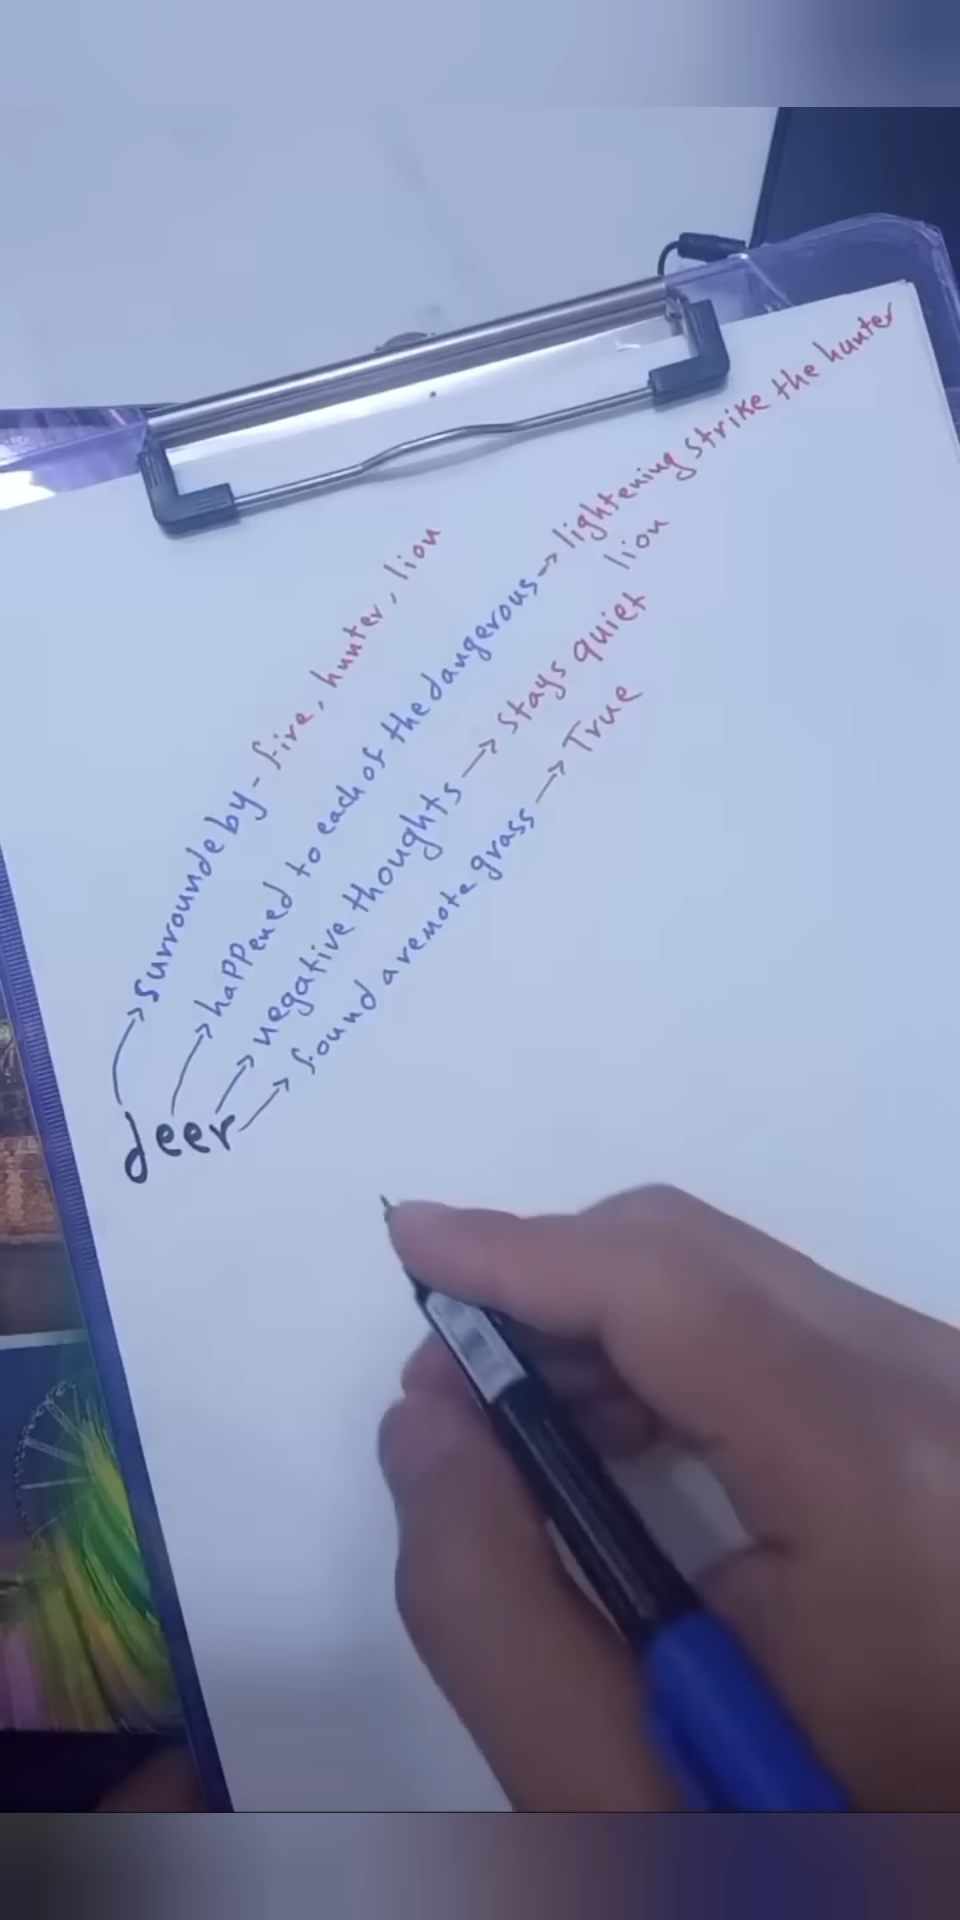 surrounde by - fire, hunter, lion
happened to each of the dangerous → lightening strike the hunter
lion
negative thoughts → stays quiet
found a remote grass → True
deer